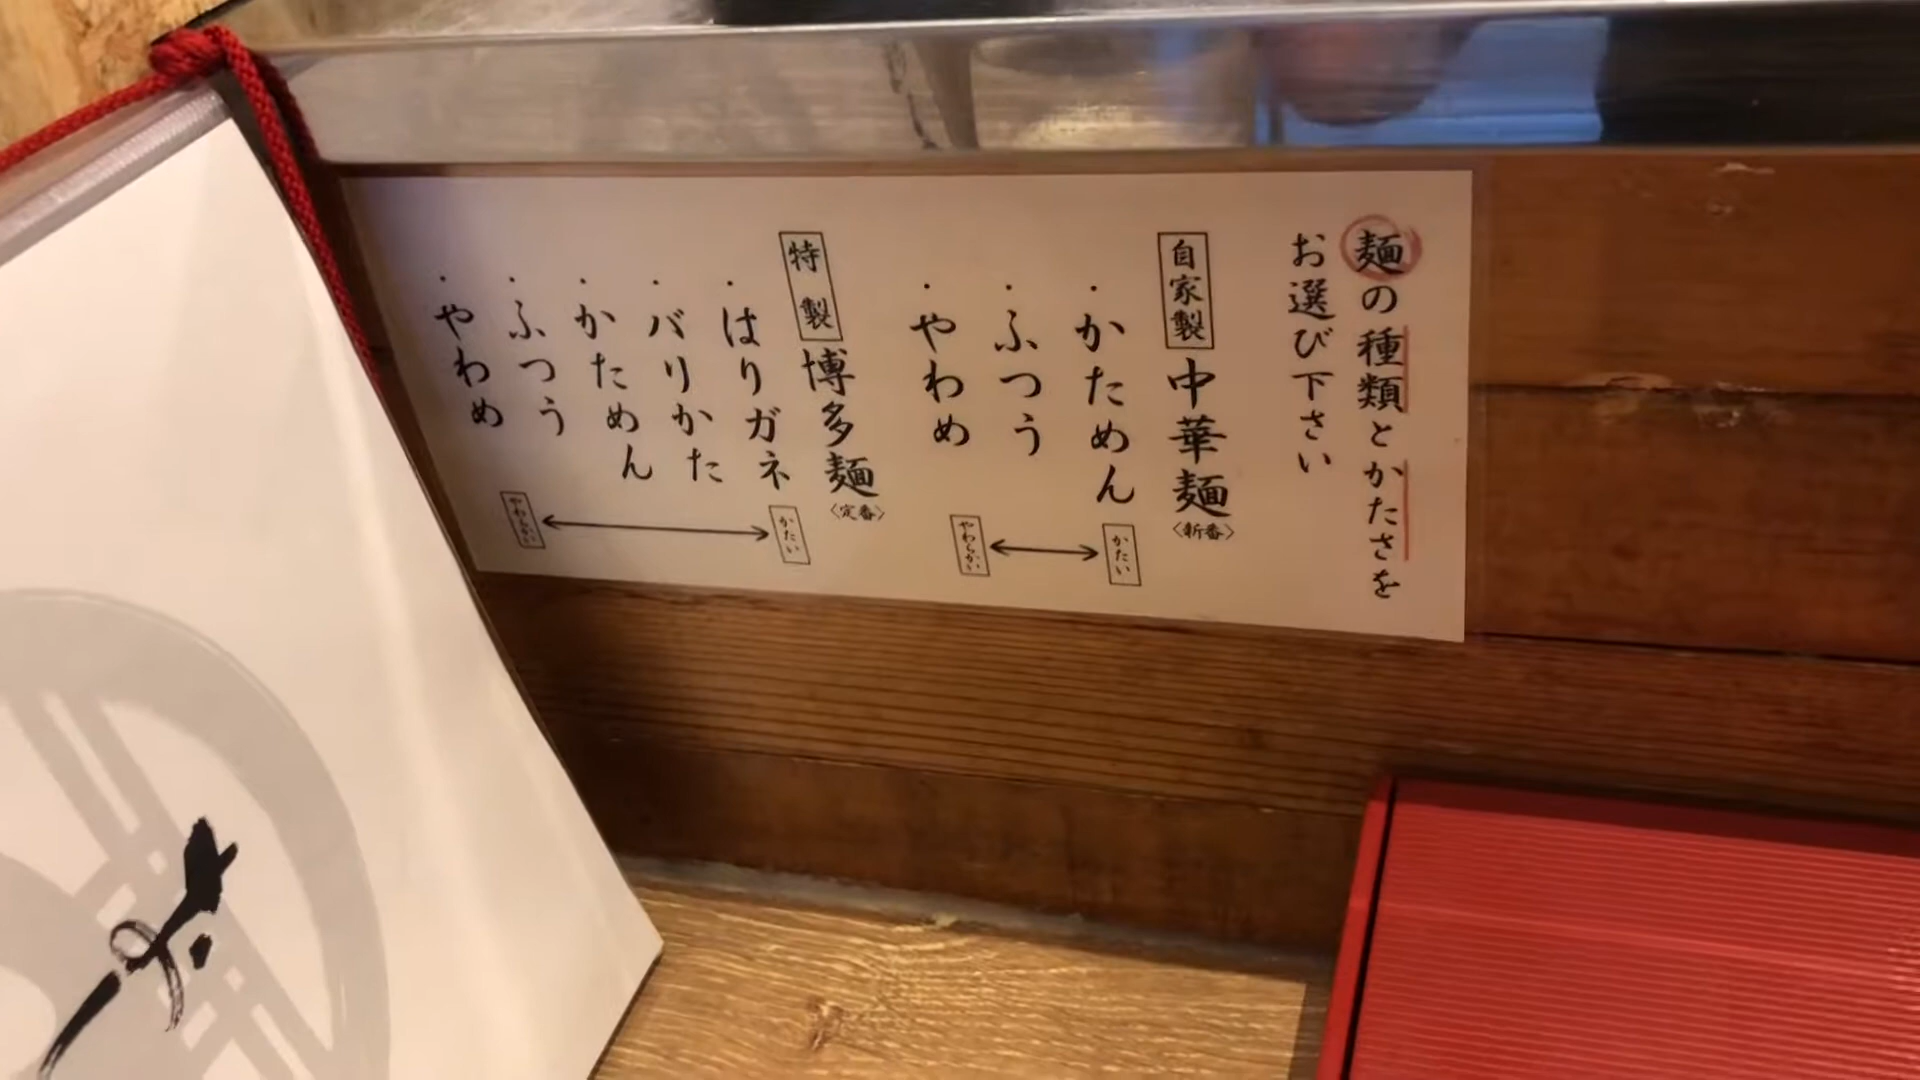 麺の種類とかたさを
お選び下さい
自家製 中華麺 〈新番〉
・かためん
・ふつう
・やわめ
かたい
やわらかい
特製 博多麺 〈定番〉
・はりガネ
・バリかた
・かためん
・ふつう
・やわめ
かたい
やわらかい